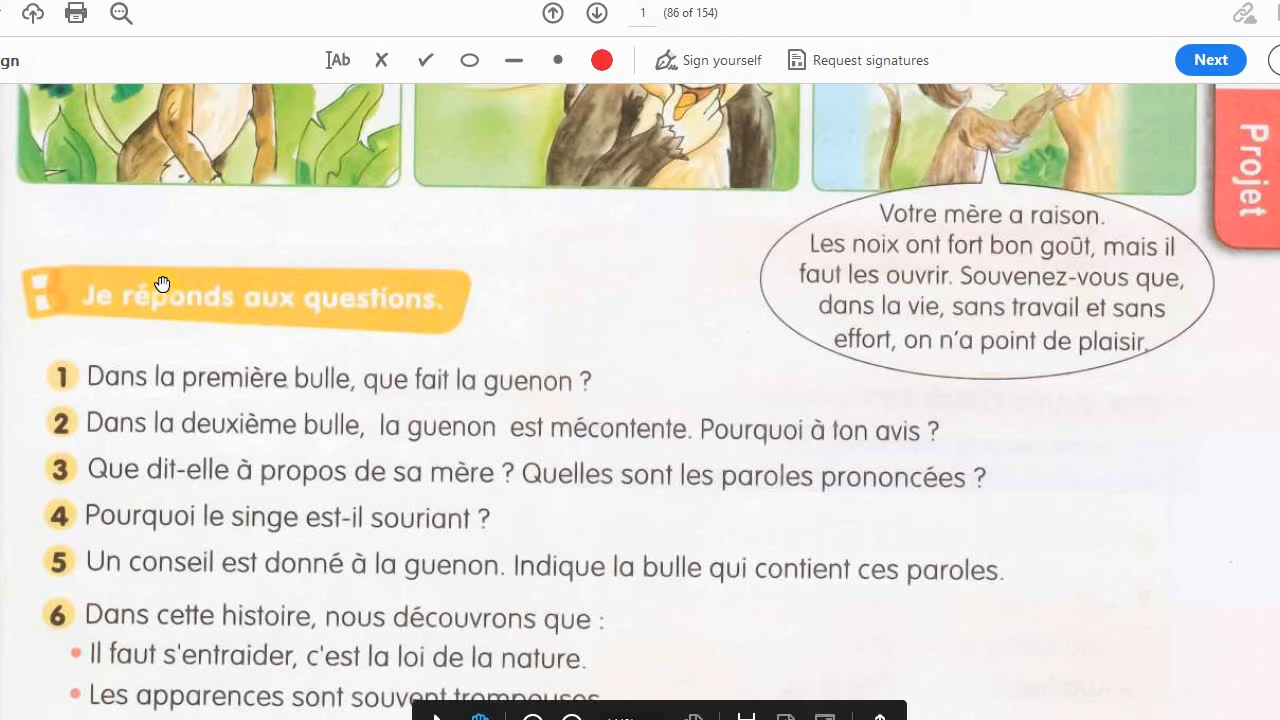 1 (86 of 154)
gn
Ab
Sign yourself
Request signatures
Next
Projet
Votre mère a raison.
Les noix ont fort bon goût, mais il
faut les ouvrir. Souvenez-vous que,
dans la vie, sans travail et sans
effort, on n'a point de plaisir.
Je réponds aux questions.
1 Dans la première bulle, que fait la guenon ?
2 Dans la deuxième bulle, la guenon est mécontente. Pourquoi à ton avis ?
3 Que dit-elle à propos de sa mère ? Quelles sont les paroles prononcées ?
4 Pourquoi le singe est-il souriant ?
5 Un conseil est donné à la guenon. Indique la bulle qui contient ces paroles.
6 Dans cette histoire, nous découvrons que :
• Il faut s'entraider, c'est la loi de la nature.
• Les apparences sont souvent trompeuses